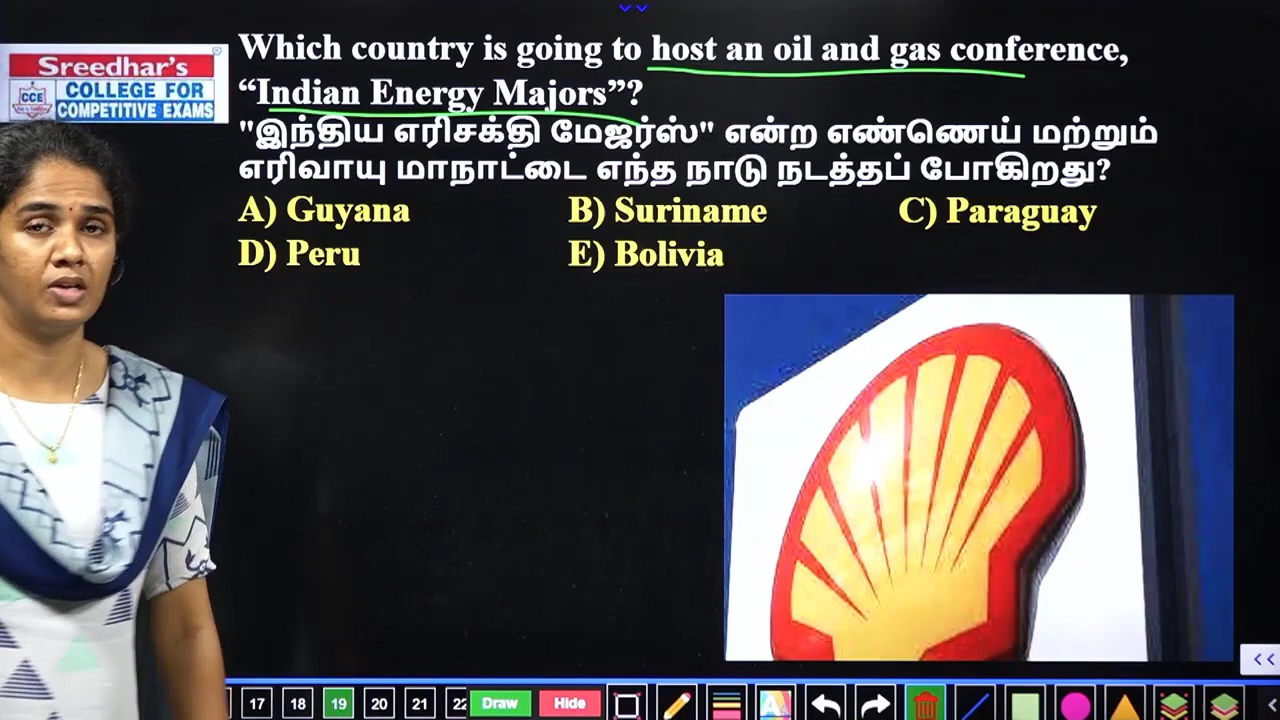 Sreedhar's
CCE
COLLEGE FOR
COMPETITIVE EXAMS
Which country is going to host an oil and gas conference,
“Indian Energy Majors”?
"இந்திய எரிசக்தி மேஜர்ஸ்" என்ற எண்ணெய் மற்றும்
எரிவாயு மாநாட்டை எந்த நாடு நடத்தப் போகிறது?
A) Guyana B) Suriname C) Paraguay
D) Peru E) Bolivia
17 18 19 20 21 22 Draw Hide A